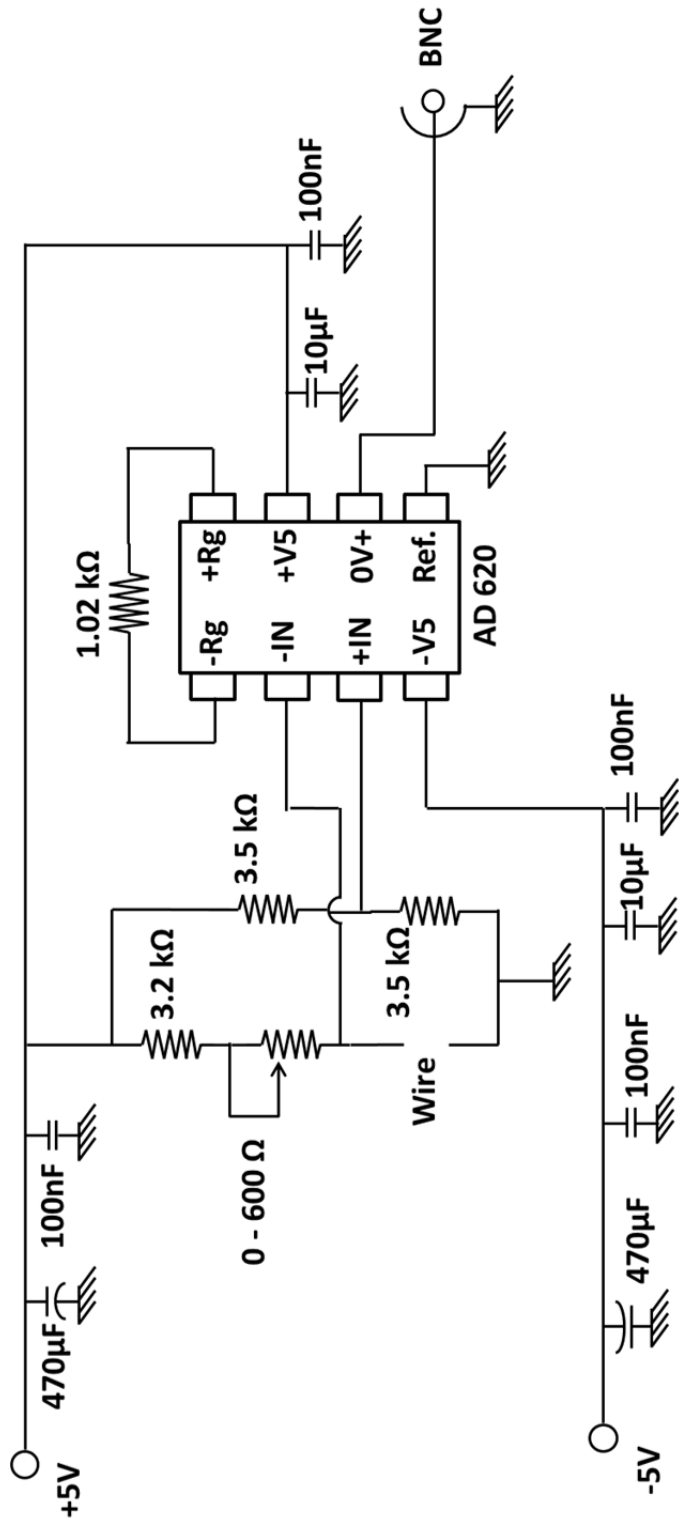 +5V
470µF
100nF
0 - 600 Ω
3.2 kΩ
3.5 kΩ
3.5 kΩ
Wire
1.02 kΩ
-Rg
+Rg
-IN
+V5
+IN
0V+
-V5
Ref.
AD 620
10µF
100nF
BNC
-5V
470µF
100nF
10µF
100nF